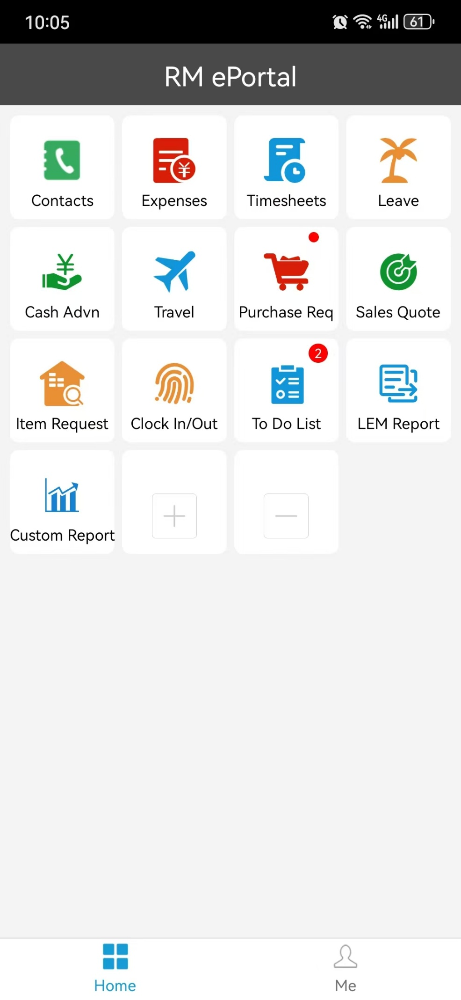 10:05
4G
61
RM ePortal
Contacts
Expenses
Timesheets
Leave
Cash Advn
Travel
Purchase Req
Sales Quote
2
Item Request
Clock In/Out
To Do List
LEM Report
Custom Report
Home
Me